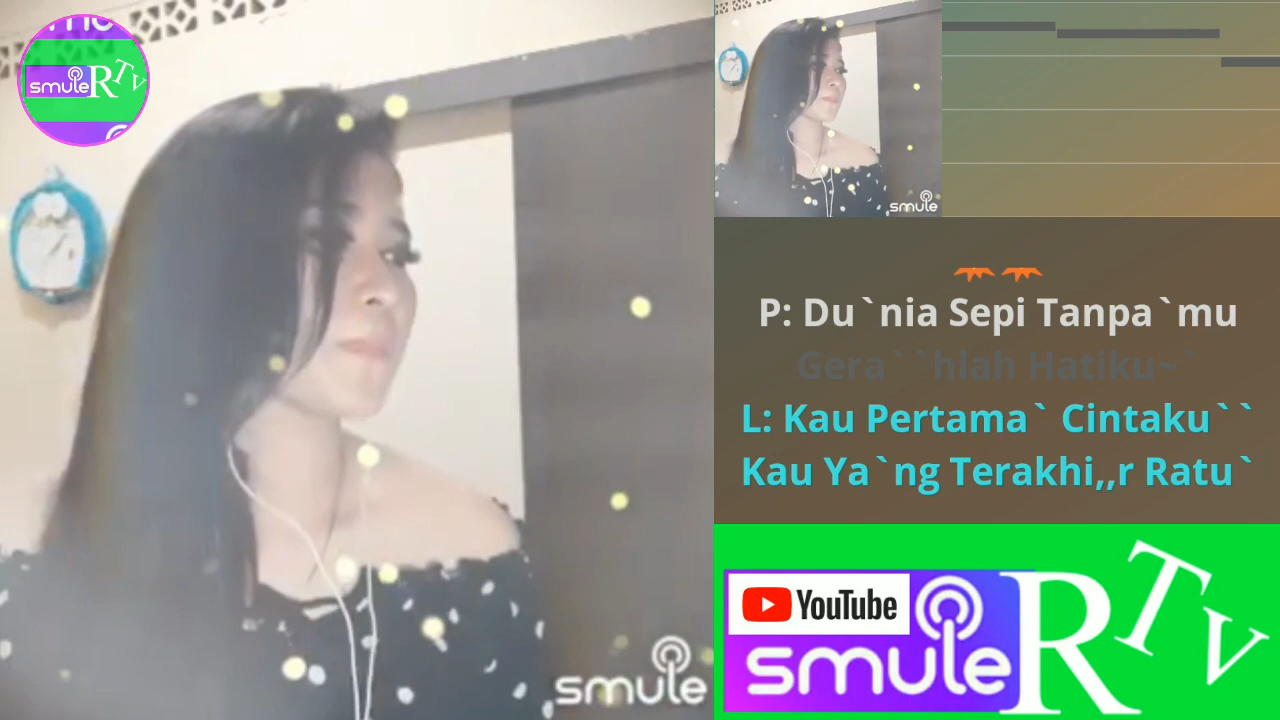 smule RTV
smule
P: Du`nia Sepi Tanpa`mu
Gera``hlah Hatiku~`
L: Kau Pertama` Cintaku``
Kau Ya`ng Terakhi,,r Ratu`
smule
YouTube
smule RTV